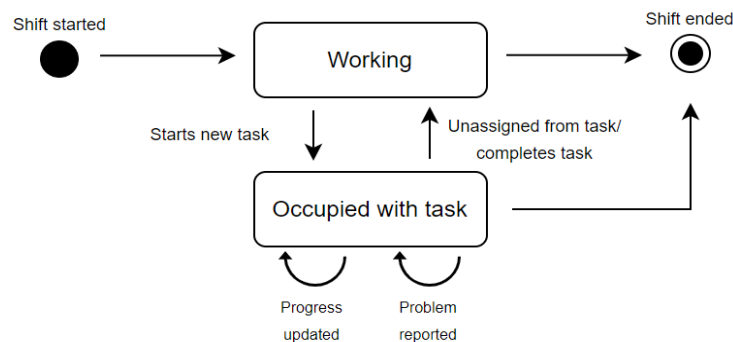 Shift started
Shift ended
Working
Starts new task
Unassigned from task/
completes task
Occupied with task
Progress
updated
Problem
reported